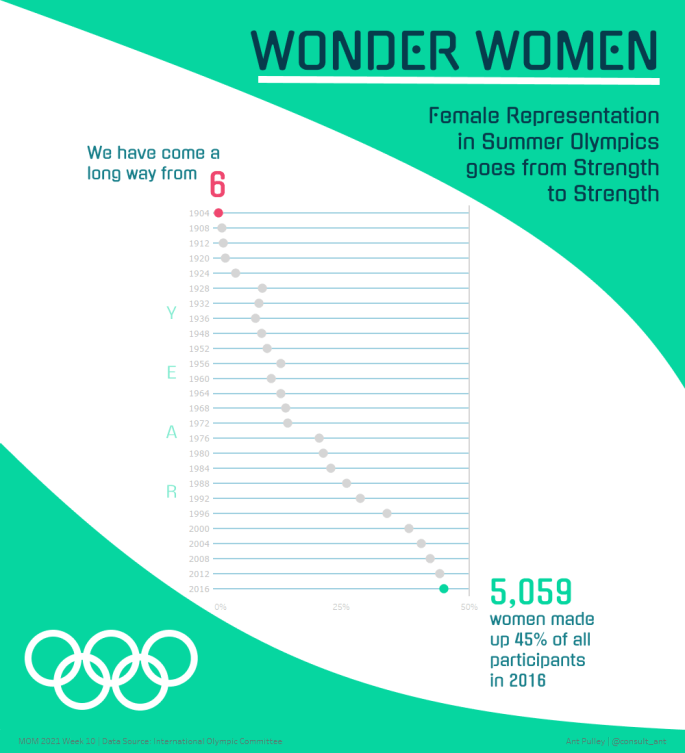 WONDER WOMEN
Female Representation
in Summer Olympics
goes from Strength
to Strength
We have come a
long way from 6
1904
1908
1912
1920
1924
1928
1932
1936
1948
1952
1956
1960
1964
1968
1972
1976
1980
1984
1988
1992
1996
2000
2004
2008
2012
2016
Y
E
A
R
0% 25% 50%
5,059
women made
up 45% of all
participants
in 2016
MOM 2021 Week 10 | Data Source: International Olympic Committee
Ant Pulley | @consult_ant